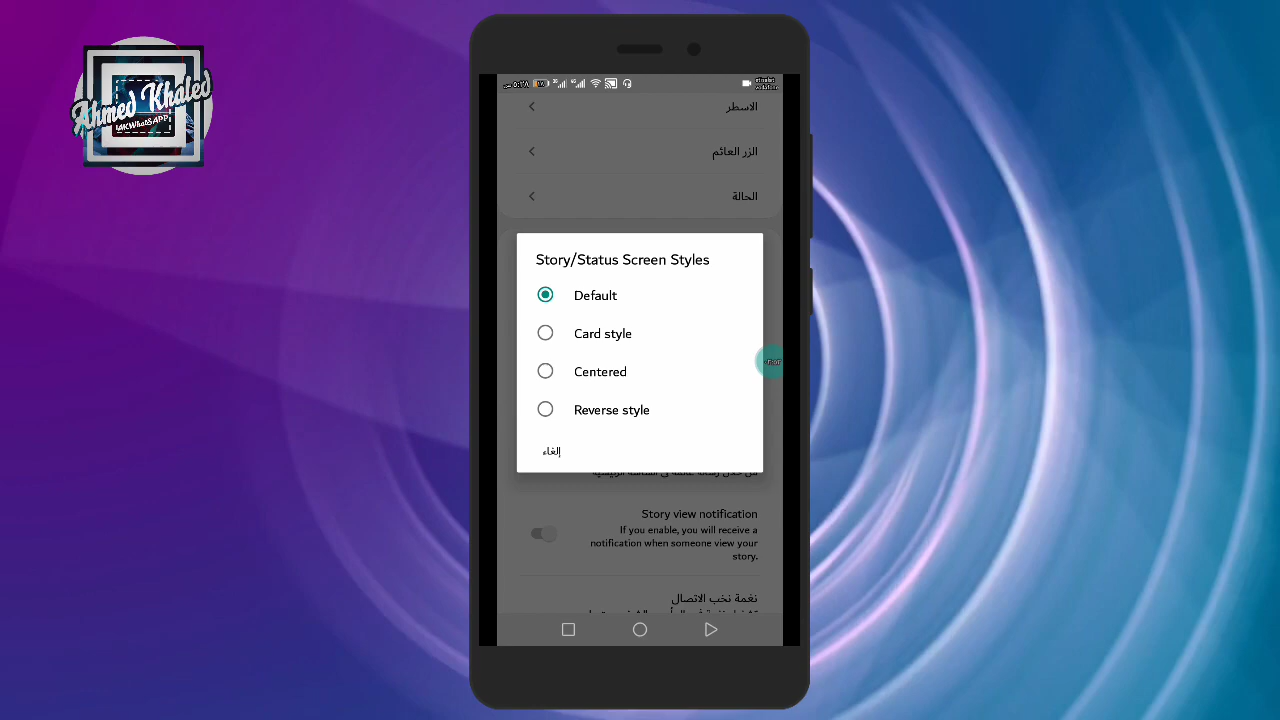 Ahmed Khaled
WhatSAPP
الاسطر
الزر العائم
الحالة
Story/Status Screen Styles
Default
Card style
Centered
Reverse style
إلغاء
Story view notification
If you enable, you will receive a
notification when someone view your
story.
نغمة نخب الاتصال